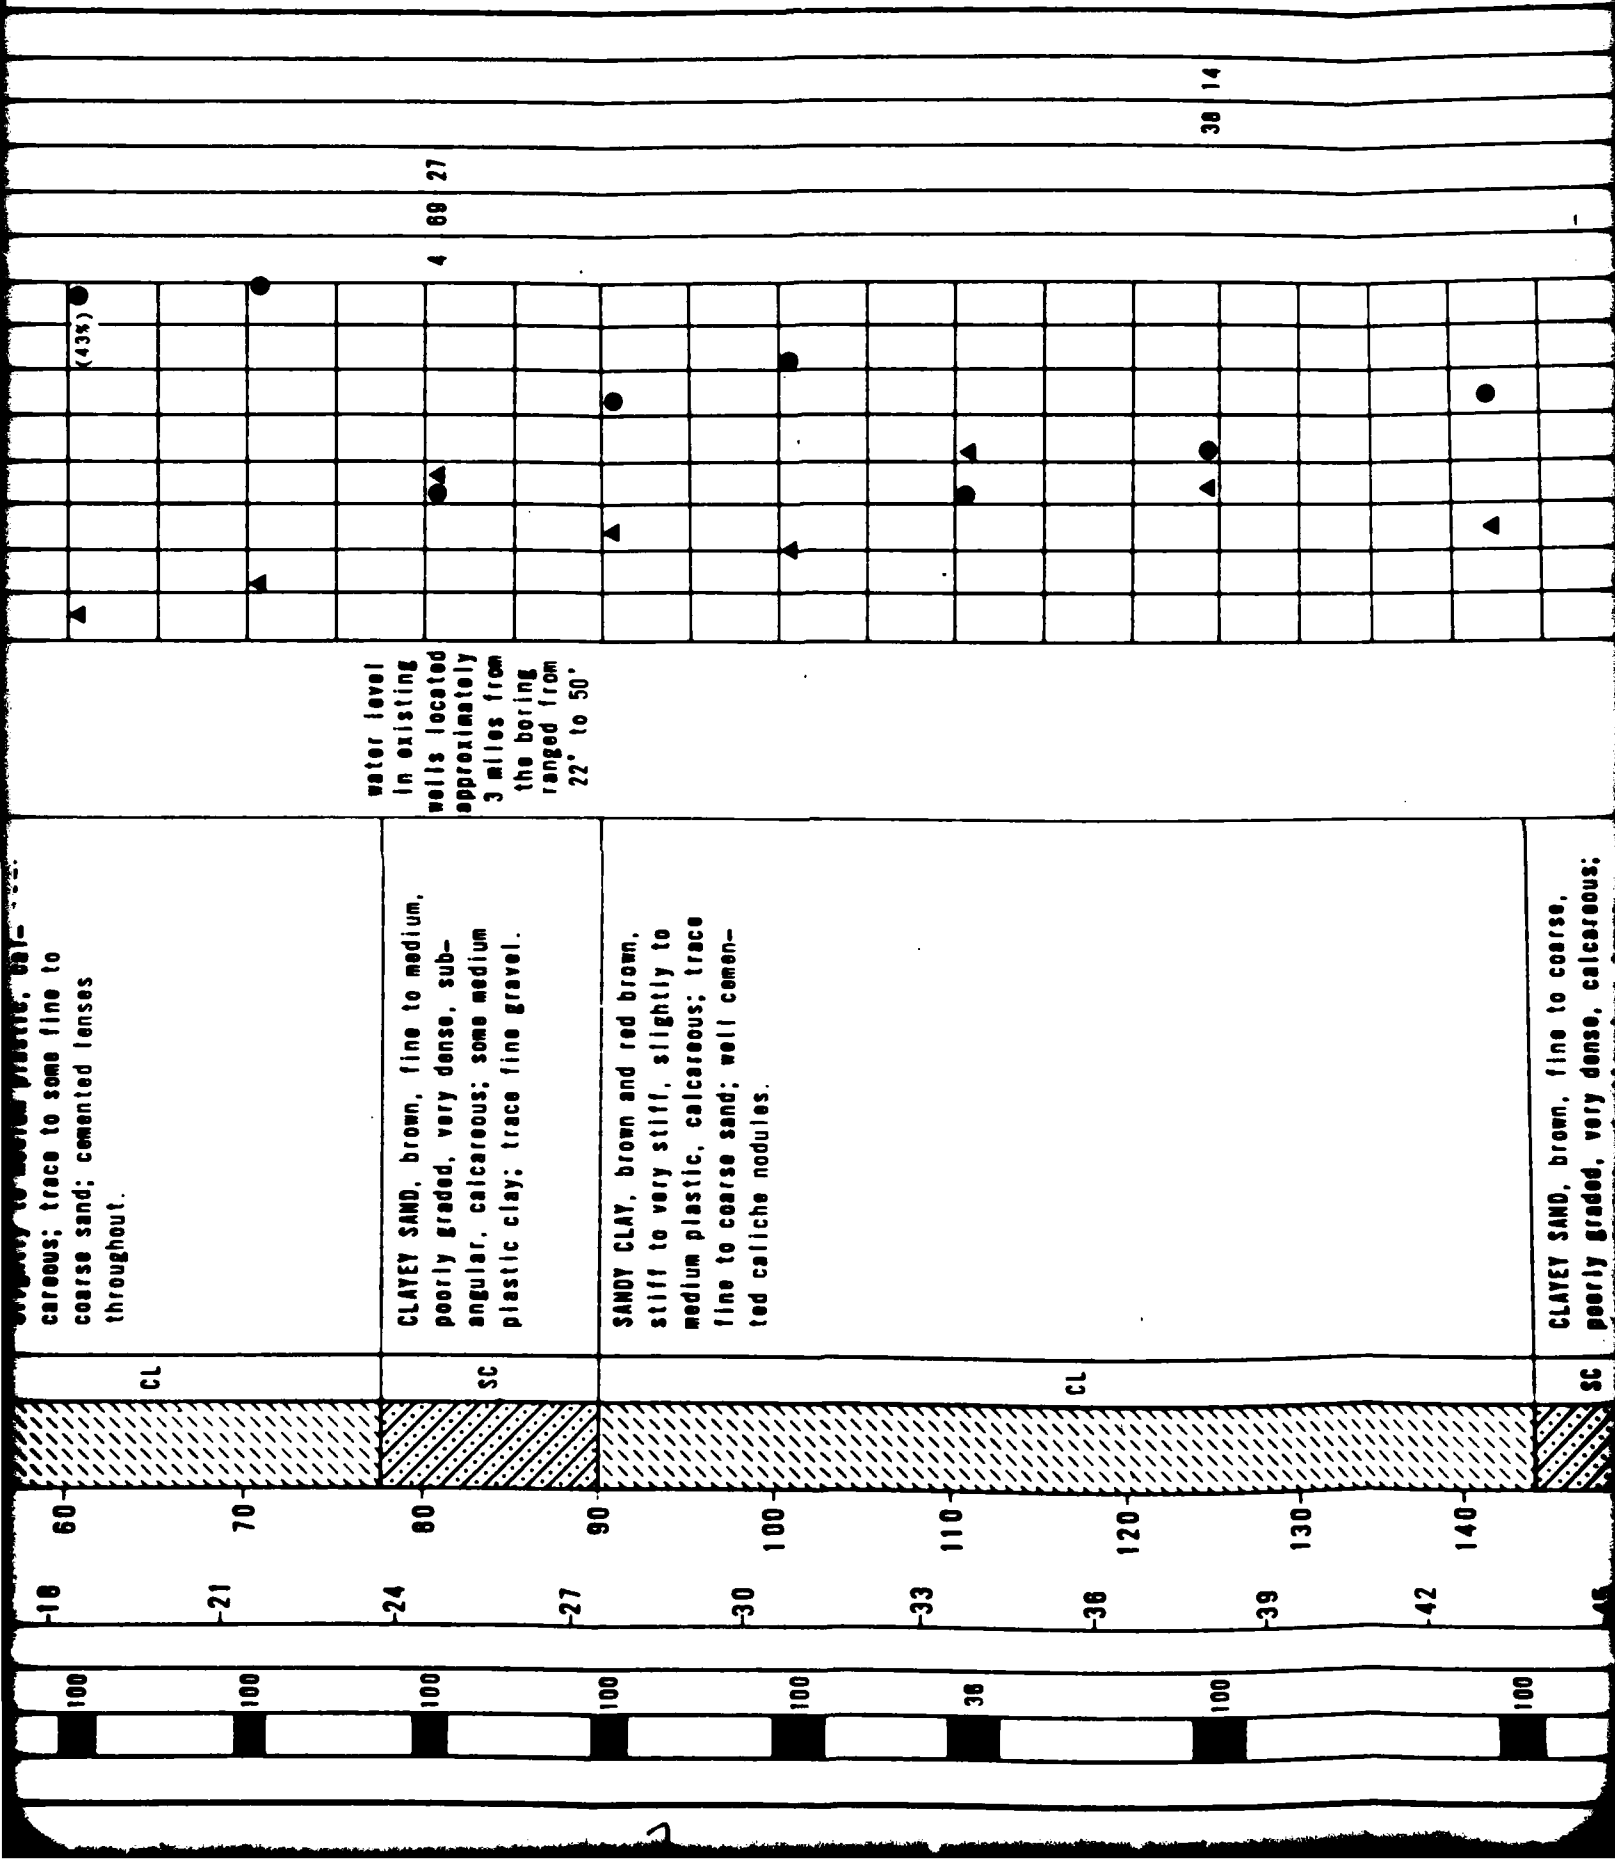 careous; trace to some fine to
coarse sand; cemented lenses
throughout.
CLAYEY SAND, brown, fine to medium,
poorly graded, very dense, sub-
angular, calcareous; some medium
plastic clay; trace fine gravel.
SANDY CLAY, brown and red brown,
stiff to very stiff, slightly to
medium plastic, calcareous; trace
fine to coarse sand; well cemen-
ted caliche nodules.
CLAYEY SAND, brown, fine to coarse,
poorly graded, very dense, calcareous;
water level
in existing
wells located
approximately
3 miles from
the boring
ranged from
22' to 50'
CL
SC
CL
SC
60
70
80
90
100
110
120
130
140
-18
-21
-24
-27
-30
-33
-36
-39
-42
100
100
100
100
100
36
100
100
(43%)
4 69 27
38 14